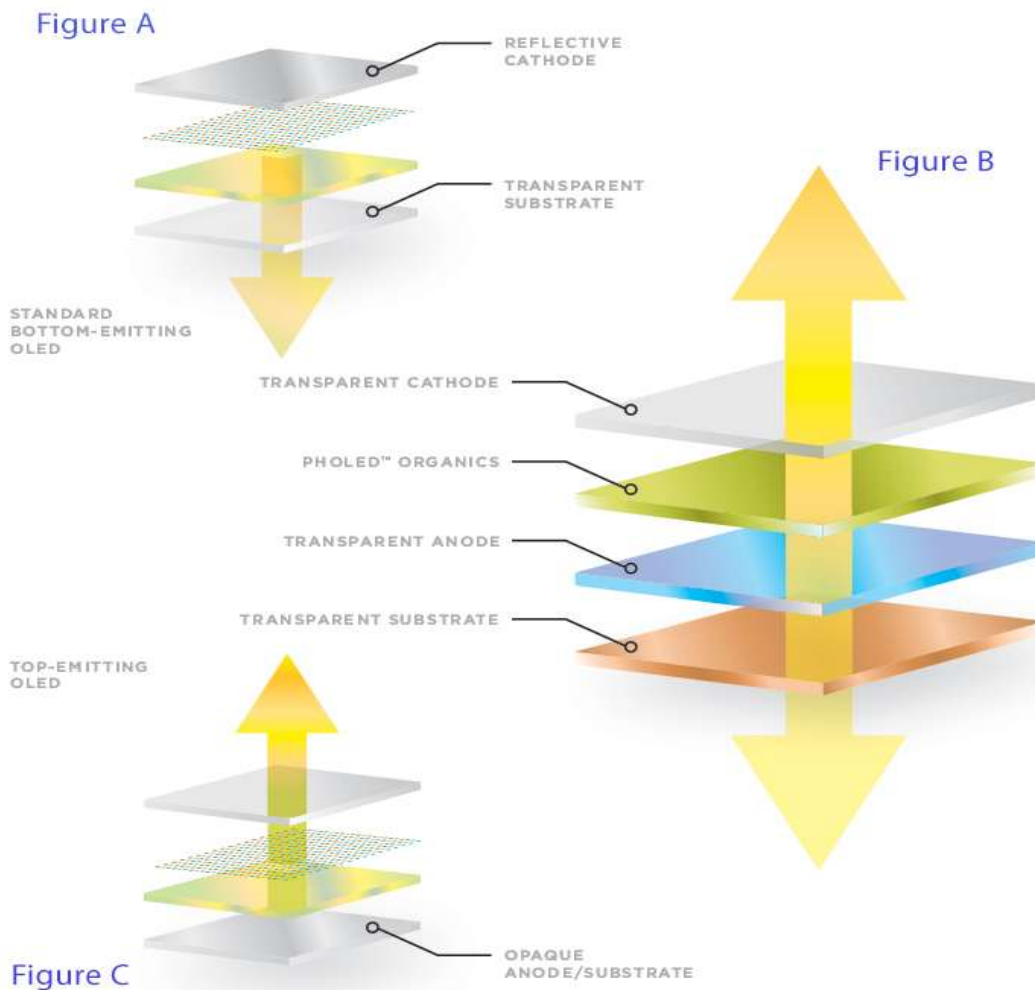 Figure A
REFLECTIVE
CATHODE
TRANSPARENT
SUBSTRATE
STANDARD
BOTTOM-EMITTING
OLED
Figure B
TRANSPARENT CATHODE
PHOLED™ ORGANICS
TRANSPARENT ANODE
TRANSPARENT SUBSTRATE
TOP-EMITTING
OLED
OPAQUE
ANODE/SUBSTRATE
Figure C